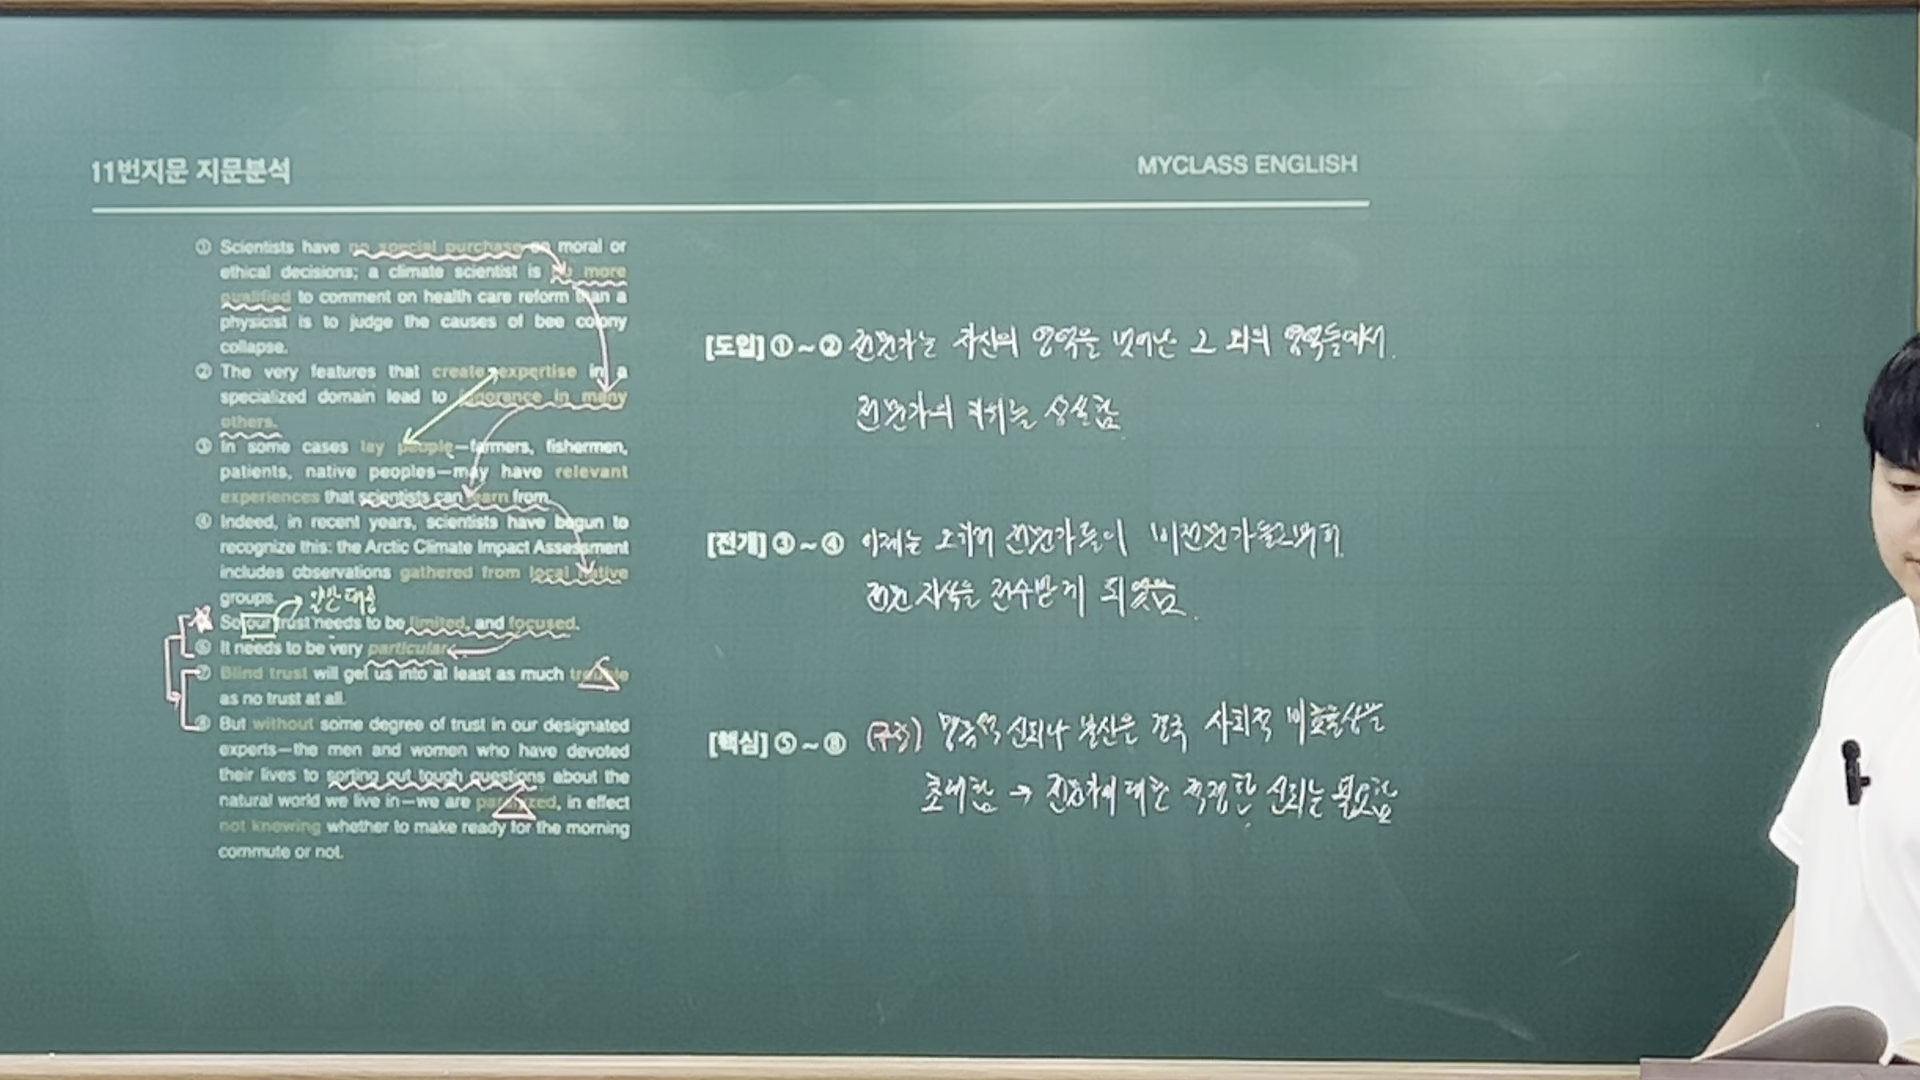 11번지문 지문분석
MYCLASS ENGLISH
① Scientists have no special purchase on moral or
ethical decisions; a climate scientist is no more
qualified to comment on health care reform than a
physicist is to judge the causes of bee colony
collapse.
② The very features that create expertise in a
specialized domain lead to ignorance in many
others.
③ In some cases lay people—farmers, fishermen,
patients, native peoples—may have relevant
experiences that scientists can learn from.
④ Indeed, in recent years, scientists have begun to
recognize this: the Arctic Climate Impact Assessment
includes observations gathered from local native
groups.
일반 대중
So our trust needs to be limited, and focused.
⑥ It needs to be very particular.
⑦ Blind trust will get us into at least as much trouble
as no trust at all.
⑧ But without some degree of trust in our designated
experts—the men and women who have devoted
their lives to sorting out tough questions about the
natural world we live in—we are paralyzed, in effect
not knowing whether to make ready for the morning
commute or not.
[도입] ① ~ ② 전문가는 자신의 영역을 벗어난 그 외의 영역들에서
전문가의 지위는 상실함.
[전개] ③ ~ ④ 이제는 오히려 전문가들이 비전문가들로부터
전문 지식을 전수받게 되었음.
[핵심] ⑤ ~ ⑧ (주장) 맹목적 신뢰나 불신은 결국 사회적 비효율성을
초래함 → 전문가에 대한 적정한 신뢰는 필요함